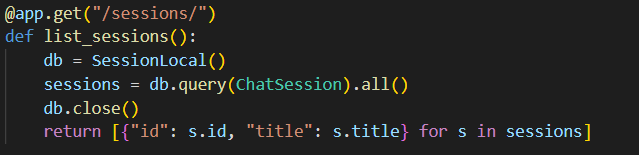 @app.get("/sessions/")
def list_sessions():
    db = SessionLocal()
    sessions = db.query(ChatSession).all()
    db.close()
    return [{"id": s.id, "title": s.title} for s in sessions]